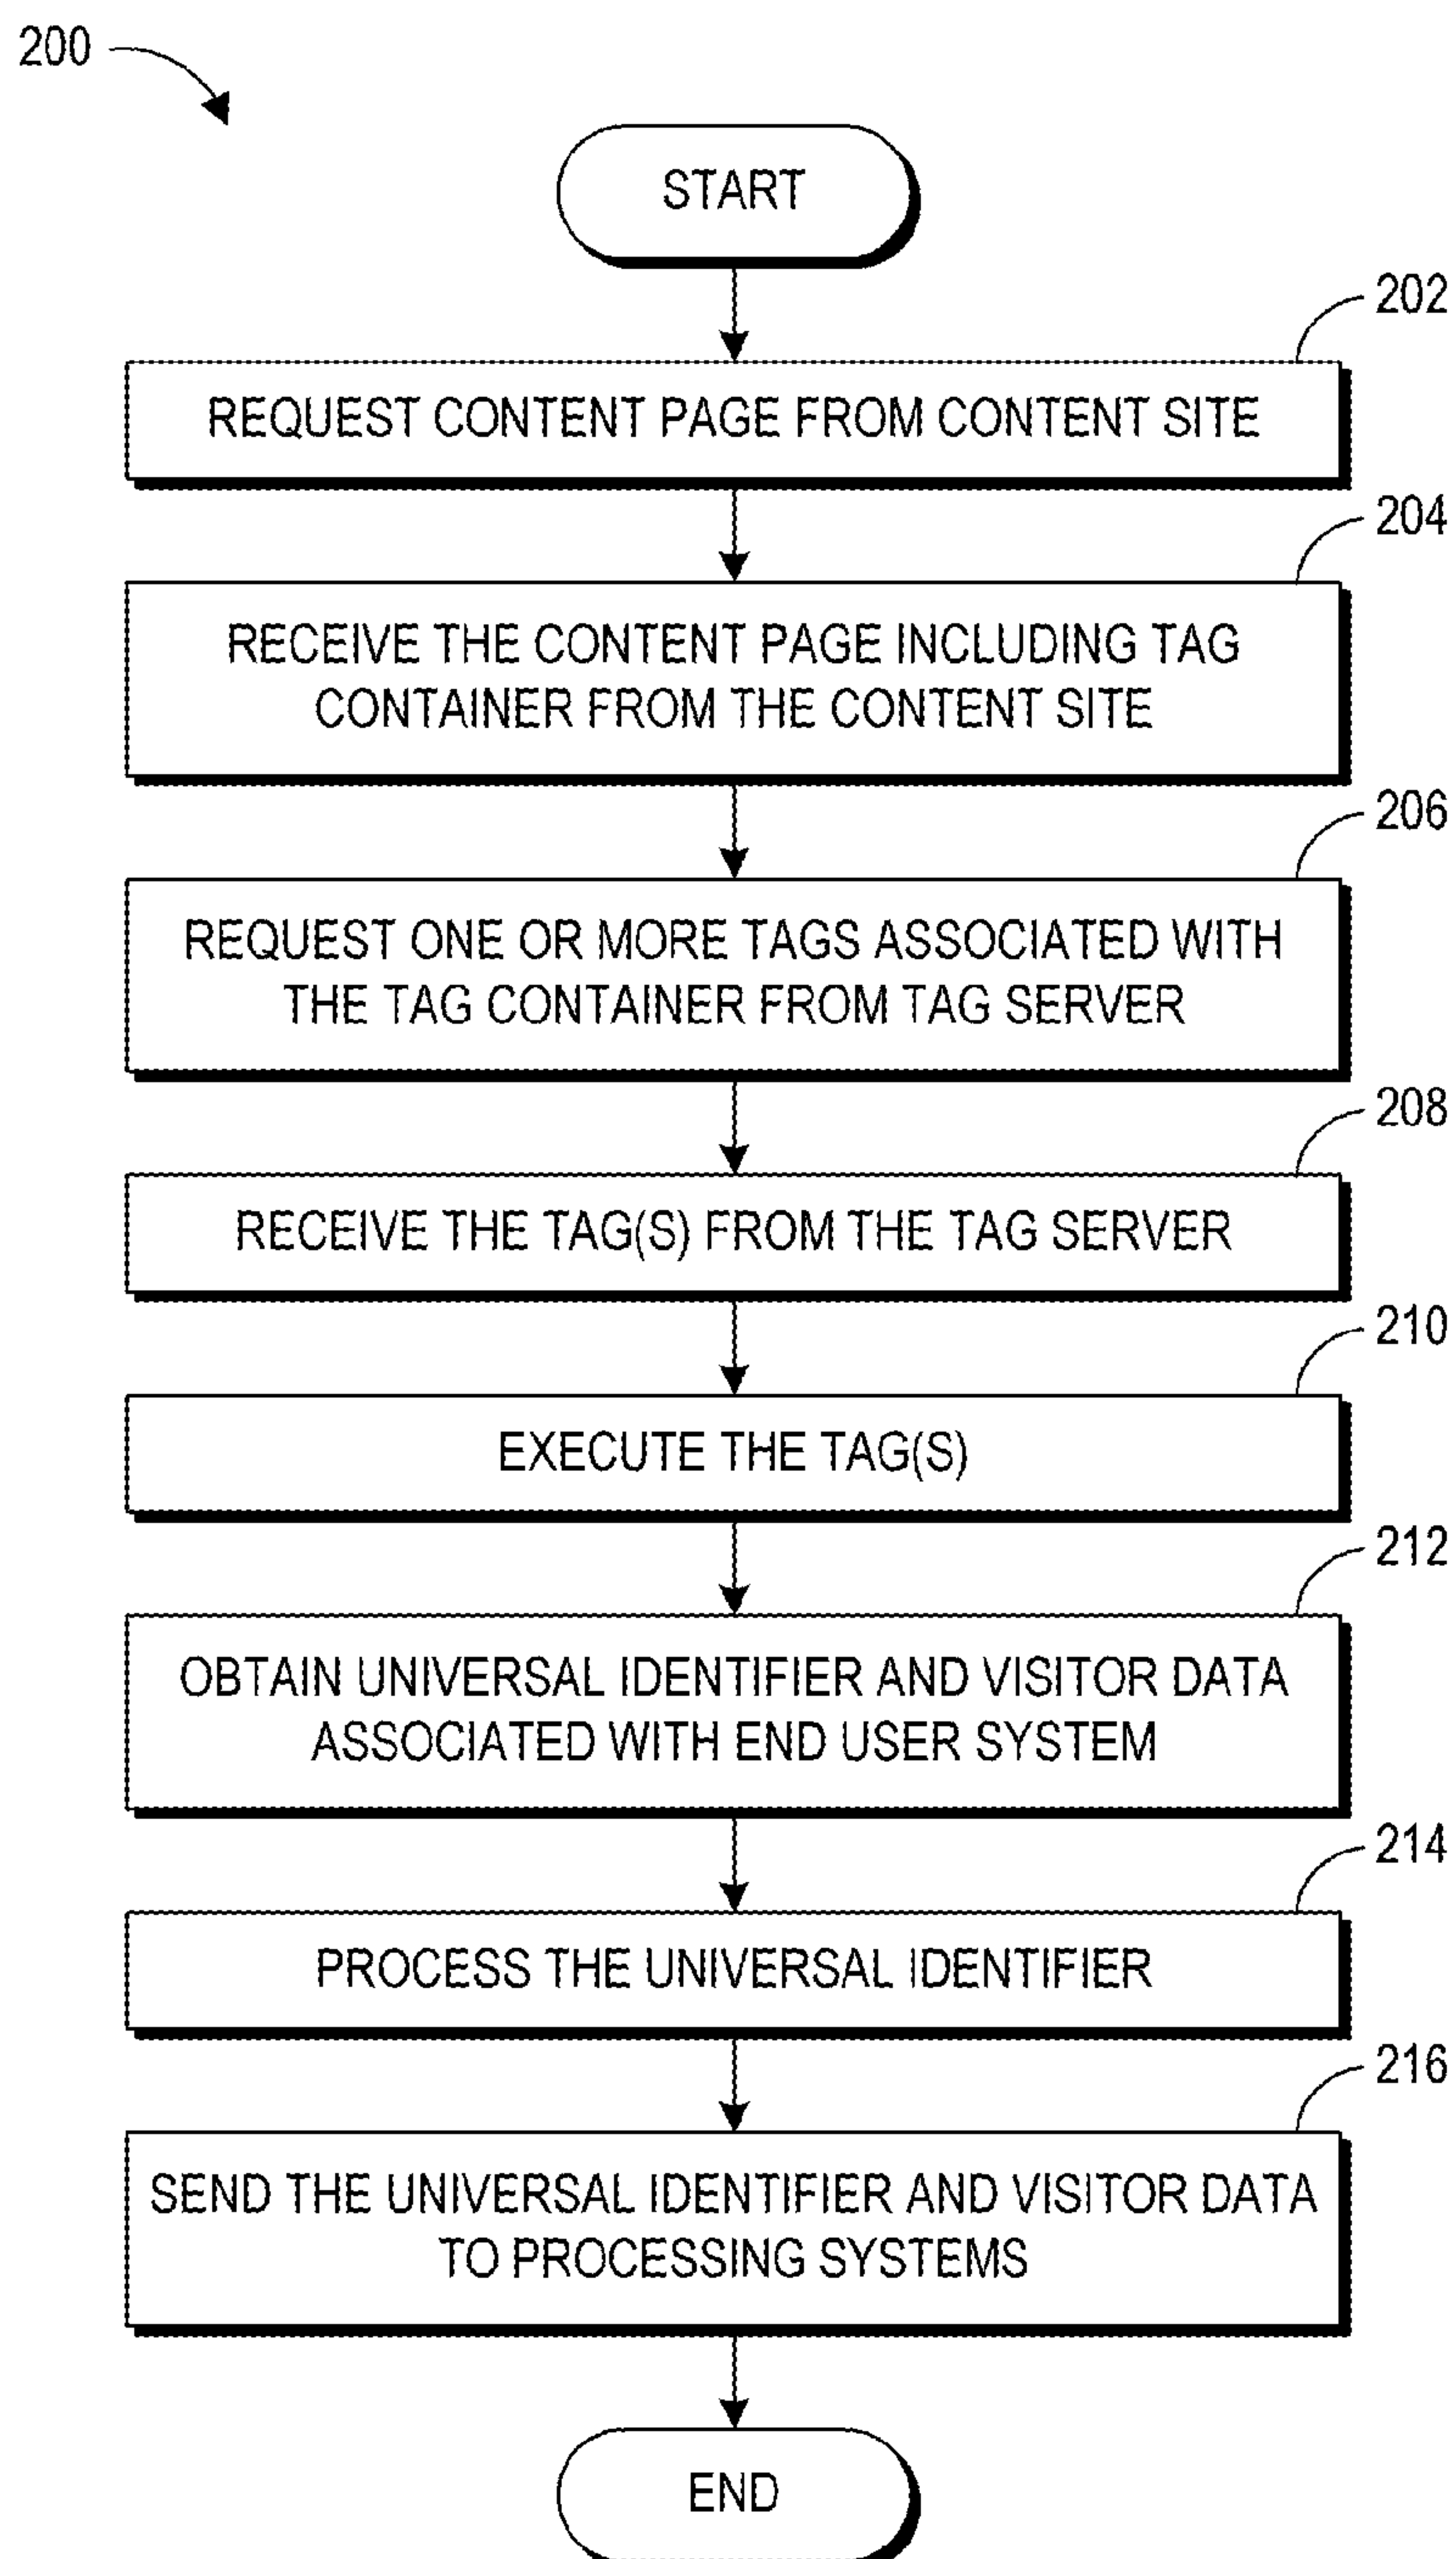 200
START
202
REQUEST CONTENT PAGE FROM CONTENT SITE
204
RECEIVE THE CONTENT PAGE INCLUDING TAG
CONTAINER FROM THE CONTENT SITE
206
REQUEST ONE OR MORE TAGS ASSOCIATED WITH
THE TAG CONTAINER FROM TAG SERVER
208
RECEIVE THE TAG(S) FROM THE TAG SERVER
210
EXECUTE THE TAG(S)
212
OBTAIN UNIVERSAL IDENTIFIER AND VISITOR DATA
ASSOCIATED WITH END USER SYSTEM
214
PROCESS THE UNIVERSAL IDENTIFIER
216
SEND THE UNIVERSAL IDENTIFIER AND VISITOR DATA
TO PROCESSING SYSTEMS
END